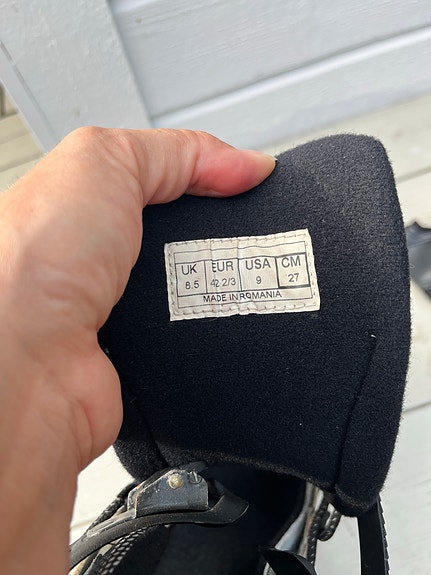 UK EUR USA CM
8.5 42 2/3 9 27
MADE IN ROMANIA